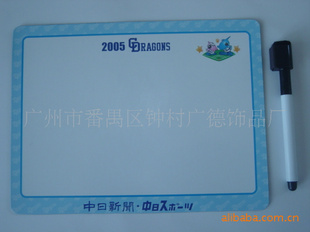 2005 CD DRAGONS
广州市番禺区钟村广德饰品厂
中日新聞・中日スポーツ
alibaba.com.cn